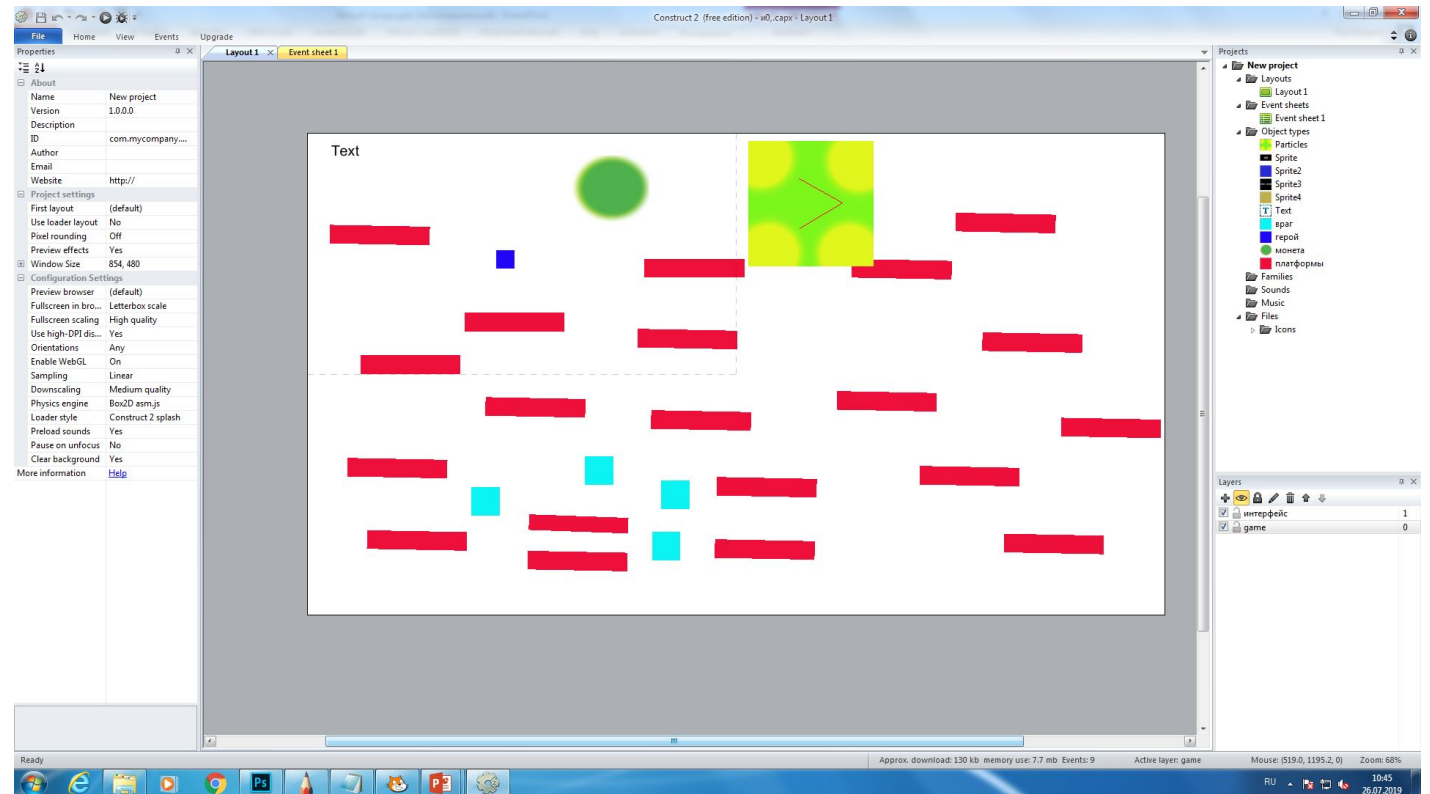 Construct 2 (free edition) - и0,.capx - Layout 1
File Home View Events Upgrade
Properties
Layout 1 Event sheet 1
Projects
About
Name New project
Version 1.0.0.0
Description
ID com.mycompany....
Author
Email
Website http://
Project settings
First layout (default)
Use loader layout No
Pixel rounding Off
Preview effects Yes
Window Size 854, 480
Configuration Settings
Preview browser (default)
Fullscreen in bro... Letterbox scale
Fullscreen scaling High quality
Use high-DPI dis... Yes
Orientations Any
Enable WebGL On
Sampling Linear
Downscaling Medium quality
Physics engine Box2D asm.js
Loader style Construct 2 splash
Preload sounds Yes
Pause on unfocus No
Clear background Yes
More information Help
Text
New project
Layouts
Layout 1
Event sheets
Event sheet 1
Object types
Particles
Sprite
Sprite2
Sprite3
Sprite4
Text
враг
герой
монета
платформы
Families
Sounds
Music
Files
Icons
Layers
интерфейс 1
game 0
Ready
Approx. download: 130 kb memory use: 7.7 mb Events: 9 Active layer: game Mouse: (519.0, 1195.2, 0) Zoom: 68%
Ps
RU
10:45
26.07.2019